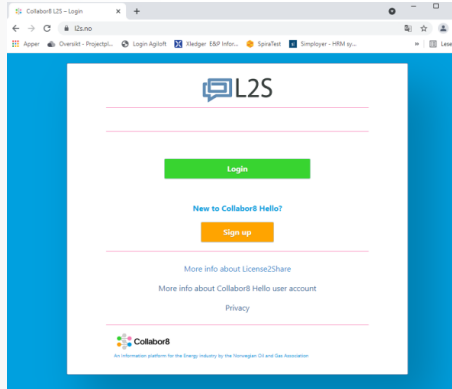 Collabor8 L2S – Login
l2s.no
Apper
Oversikt - Projectpl...
Login Agiloft
Xledger E&P Infor...
SpiraTest
Simployer - HRM sy...
»
Lese
L2S
Login
New to Collabor8 Hello?
Sign up
More info about License2Share
More info about Collabor8 Hello user account
Privacy
Collabor8
An information platform for the Energy industry by the Norwegian Oil and Gas Association